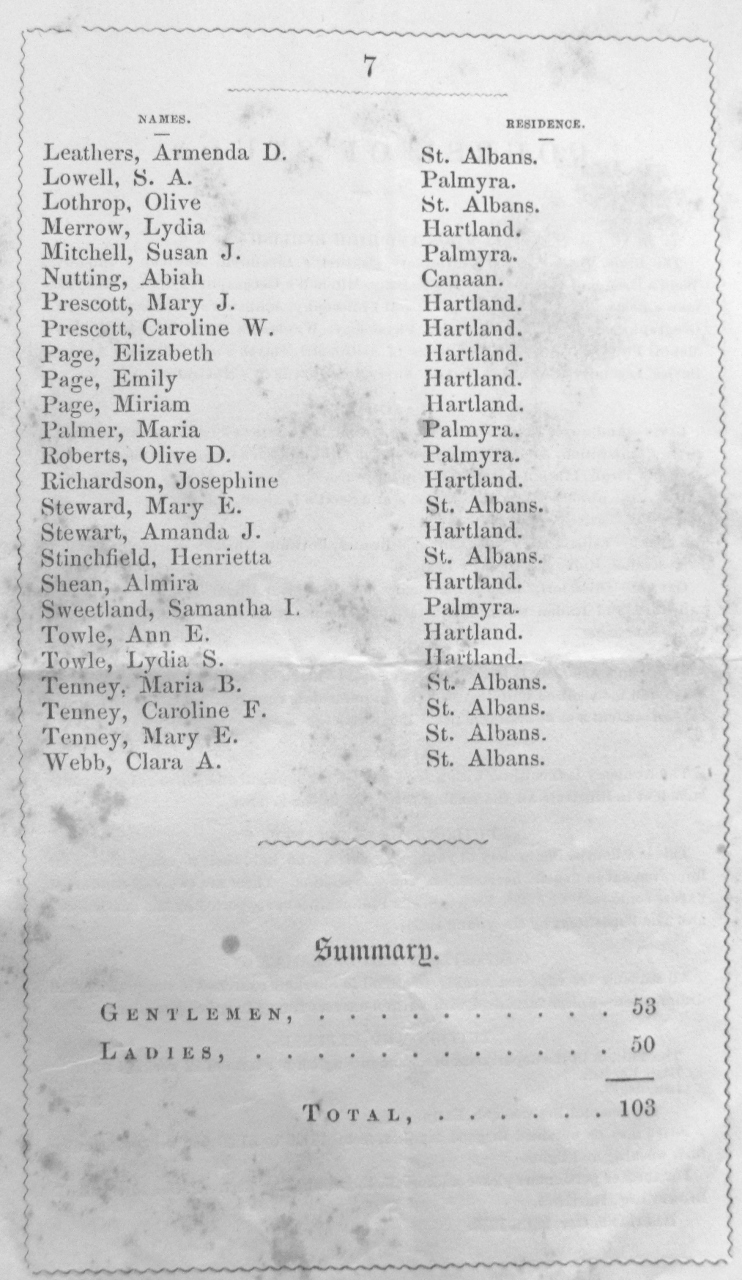 7
NAMES. RESIDENCE.
Leathers, Armenda D. St. Albans.
Lowell, S. A. Palmyra.
Lothrop, Olive St. Albans.
Merrow, Lydia Hartland.
Mitchell, Susan J. Palmyra.
Nutting, Abiah Canaan.
Prescott, Mary J. Hartland.
Prescott, Caroline W. Hartland.
Page, Elizabeth Hartland.
Page, Emily Hartland.
Page, Miriam Hartland.
Palmer, Maria Palmyra.
Roberts, Olive D. Palmyra.
Richardson, Josephine Hartland.
Steward, Mary E. St. Albans.
Stewart, Amanda J. Hartland.
Stinchfield, Henrietta St. Albans.
Shean, Almira Hartland.
Sweetland, Samantha I. Palmyra.
Towle, Ann E. Hartland.
Towle, Lydia S. Hartland.
Tenney, Maria B. St. Albans.
Tenney, Caroline F. St. Albans.
Tenney, Mary E. St. Albans.
Webb, Clara A. St. Albans.
Summary.
GENTLEMEN, . . . . . . . . . . 53
LADIES, . . . . . . . . . . . . 50
TOTAL, . . . . . . 103